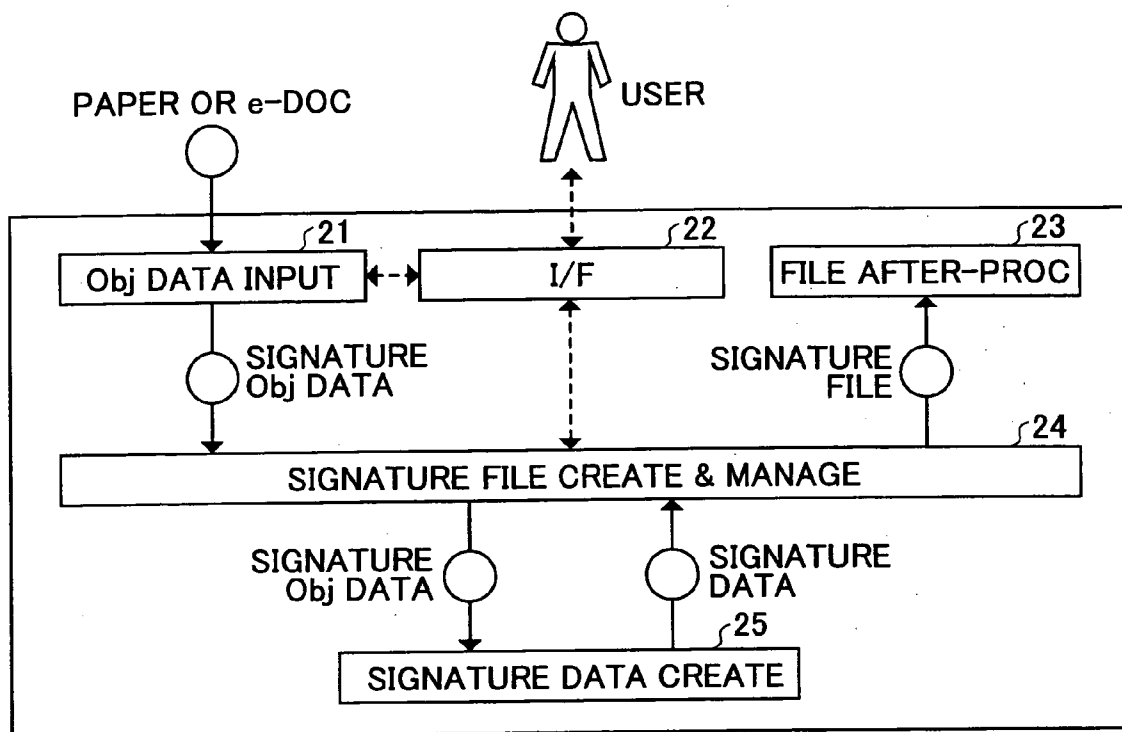 PAPER OR e-DOC
USER
21
22
23
Obj DATA INPUT
I/F
FILE AFTER-PROC
SIGNATURE
Obj DATA
SIGNATURE
FILE
24
SIGNATURE FILE CREATE & MANAGE
SIGNATURE
Obj DATA
SIGNATURE
DATA
25
SIGNATURE DATA CREATE